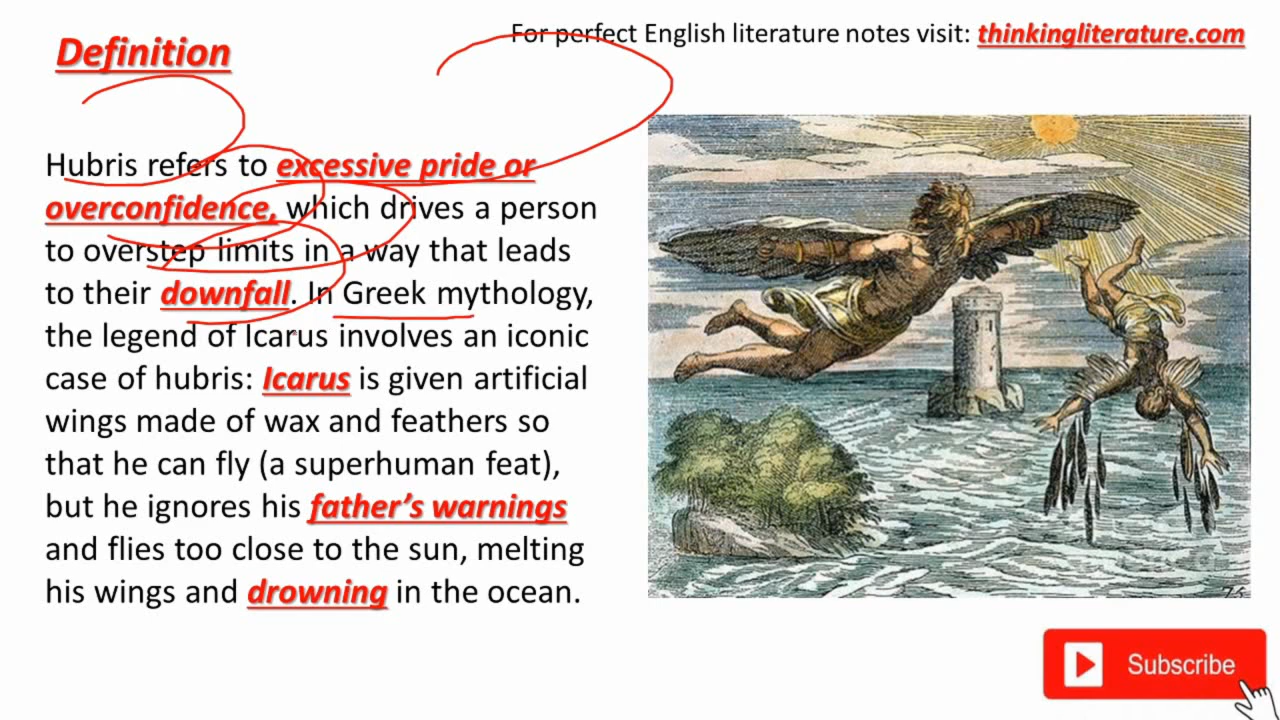 For perfect English literature notes visit: thinkingliterature.com
Definition
Hubris refers to excessive pride or
overconfidence, which drives a person
to overstep limits in a way that leads
to their downfall. In Greek mythology,
the legend of Icarus involves an iconic
case of hubris: Icarus is given artificial
wings made of wax and feathers so
that he can fly (a superhuman feat),
but he ignores his father’s warnings
and flies too close to the sun, melting
his wings and drowning in the ocean.
Subscribe